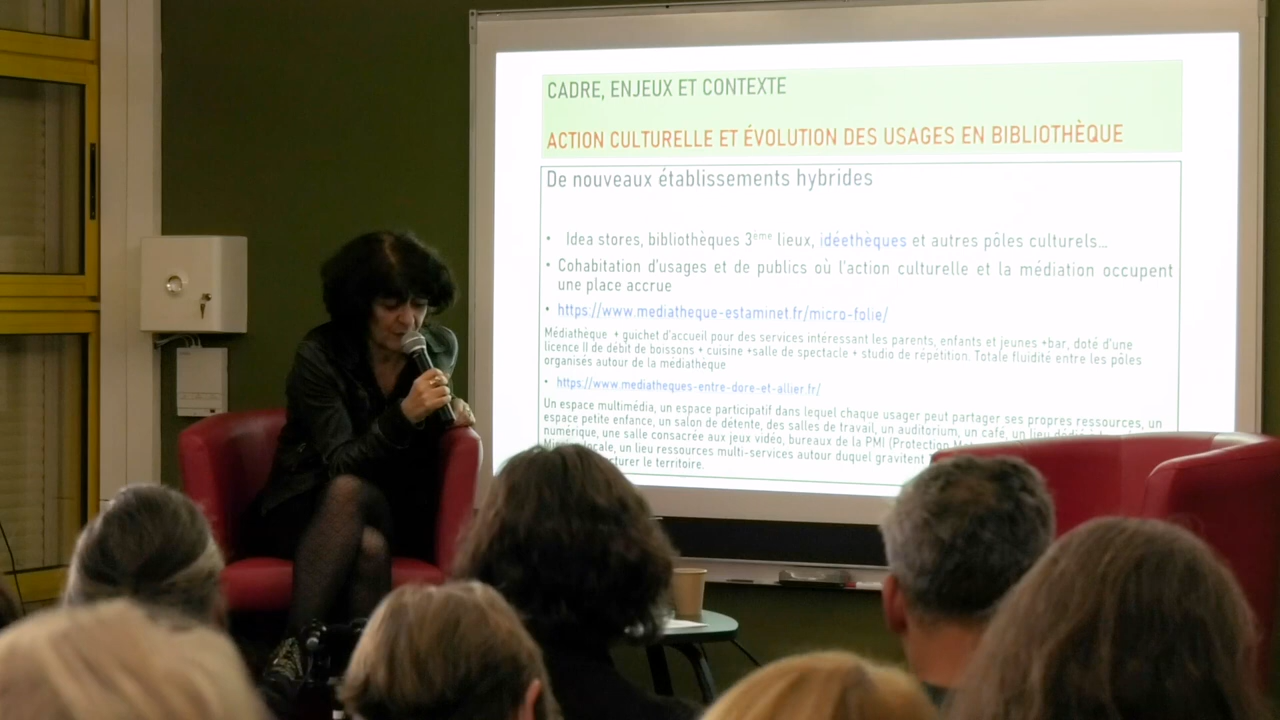 CADRE, ENJEUX ET CONTEXTE
ACTION CULTURELLE ET ÉVOLUTION DES USAGES EN BIBLIOTHÈQUE
De nouveaux établissements hybrides
• Idea stores, bibliothèques 3ème lieux, idéethèques et autres pôles culturels…
• Cohabitation d'usages et de publics où l'action culturelle et la médiation occupent
une place accrue
• https://www.mediatheque-estaminet.fr/micro-folie/
Médiathèque + guichet d'accueil pour des services intéressant les parents, enfants et jeunes +bar, doté d'une
licence II de débit de boissons + cuisine +salle de spectacle + studio de répétition. Totale fluidité entre les pôles
organisés autour de la médiathèque
• https://www.mediatheques-entre-dore-et-allier.fr/
Un espace multimédia, un espace participatif dans lequel chaque usager peut partager ses propres ressources, un
espace petite enfance, un salon de détente, des salles de travail, un auditorium, un café, un lieu
numérique, une salle consacrée aux jeux vidéo, bureaux de la PMI (Protection
locale, un lieu ressources multi-services autour duquel gravitent
le territoire.